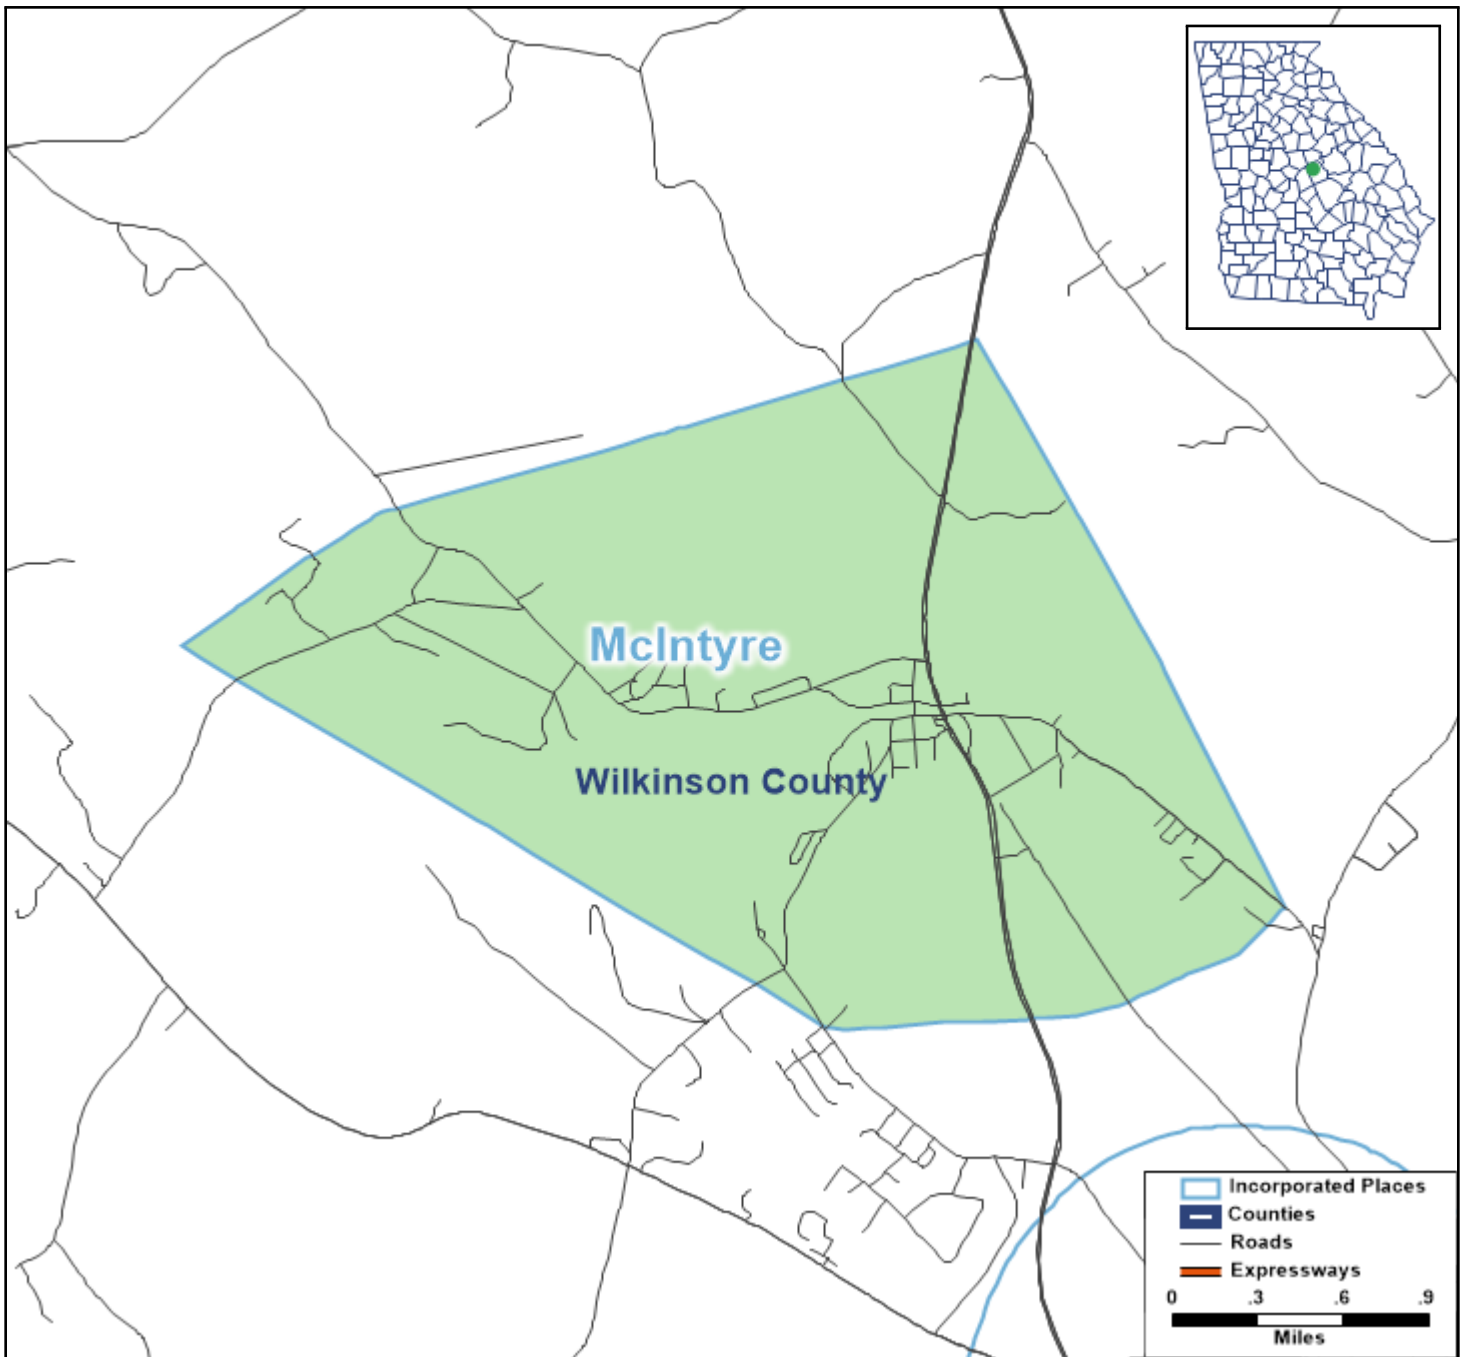 McIntyre
Wilkinson County
Incorporated Places
Counties
Roads
Expressways
0 .3 .6 .9
Miles